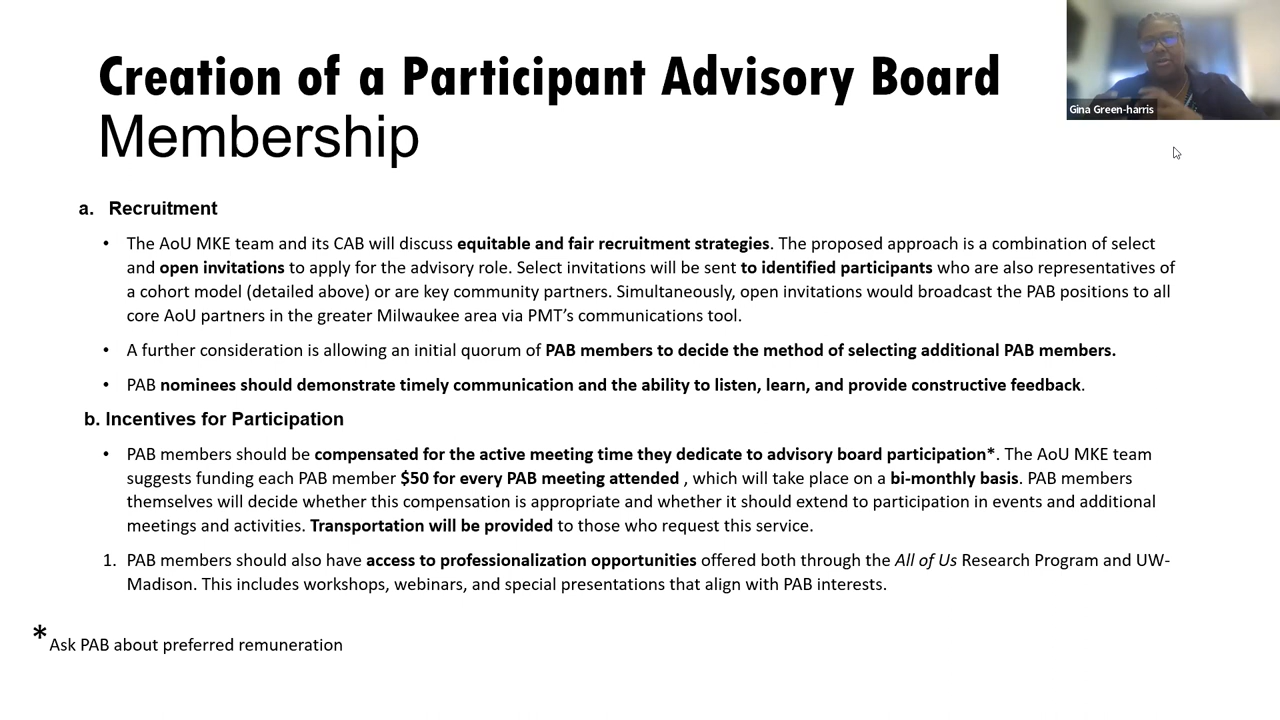 Creation of a Participant Advisory Board
Membership
Gina Green-harris
a. Recruitment
• The AoU MKE team and its CAB will discuss equitable and fair recruitment strategies. The proposed approach is a combination of select
and open invitations to apply for the advisory role. Select invitations will be sent to identified participants who are also representatives of
a cohort model (detailed above) or are key community partners. Simultaneously, open invitations would broadcast the PAB positions to all
core AoU partners in the greater Milwaukee area via PMT's communications tool.
• A further consideration is allowing an initial quorum of PAB members to decide the method of selecting additional PAB members.
• PAB nominees should demonstrate timely communication and the ability to listen, learn, and provide constructive feedback.
b. Incentives for Participation
• PAB members should be compensated for the active meeting time they dedicate to advisory board participation*. The AoU MKE team
suggests funding each PAB member $50 for every PAB meeting attended , which will take place on a bi-monthly basis. PAB members
themselves will decide whether this compensation is appropriate and whether it should extend to participation in events and additional
meetings and activities. Transportation will be provided to those who request this service.
1. PAB members should also have access to professionalization opportunities offered both through the All of Us Research Program and UW-
Madison. This includes workshops, webinars, and special presentations that align with PAB interests.
*Ask PAB about preferred remuneration